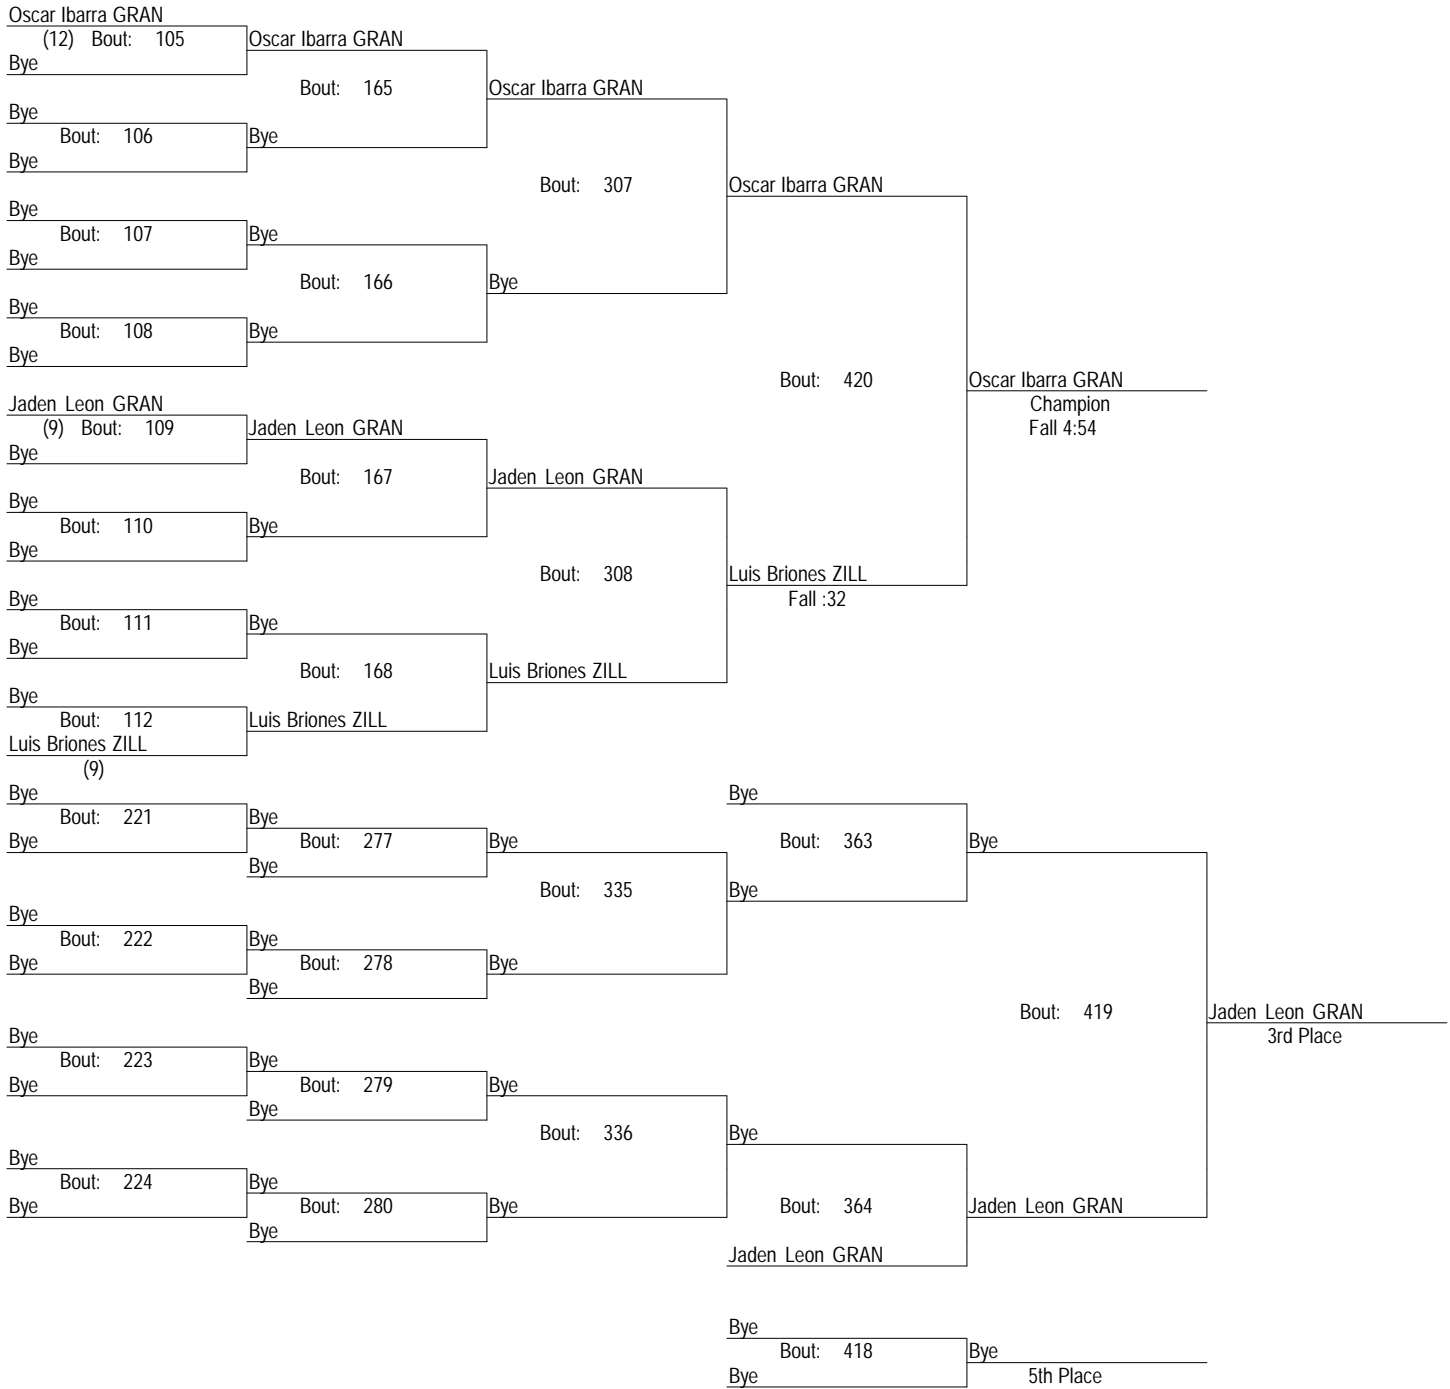 Oscar Ibarra GRAN
(12) Bout: 105 Oscar Ibarra GRAN
Bye
Bout: 165 Oscar Ibarra GRAN
Bye
Bout: 106 Bye
Bye
Bout: 307 Oscar Ibarra GRAN
Bye
Bout: 107 Bye
Bye
Bout: 166 Bye
Bye
Bout: 108 Bye
Bye
Bout: 420 Oscar Ibarra GRAN
Jaden Leon GRAN Champion
(9) Bout: 109 Jaden Leon GRAN Fall 4:54
Bye
Bout: 167 Jaden Leon GRAN
Bye
Bout: 110 Bye
Bye
Bout: 308 Luis Briones ZILL
Bye Fall :32
Bout: 111 Bye
Bye
Bout: 168 Luis Briones ZILL
Bye
Bout: 112 Luis Briones ZILL
Luis Briones ZILL
(9)
Bye Bye
Bout: 221 Bye
Bye Bout: 277 Bye Bout: 363 Bye
Bye
Bout: 335 Bye
Bye
Bout: 222 Bye
Bye Bout: 278 Bye
Bye
Bout: 419 Jaden Leon GRAN
Bye 3rd Place
Bout: 223 Bye
Bye Bout: 279 Bye
Bye
Bout: 336 Bye
Bye
Bout: 224 Bye
Bye Bout: 280 Bye Bout: 364 Jaden Leon GRAN
Bye
Jaden Leon GRAN
Bye
Bout: 418 Bye
Bye 5th Place